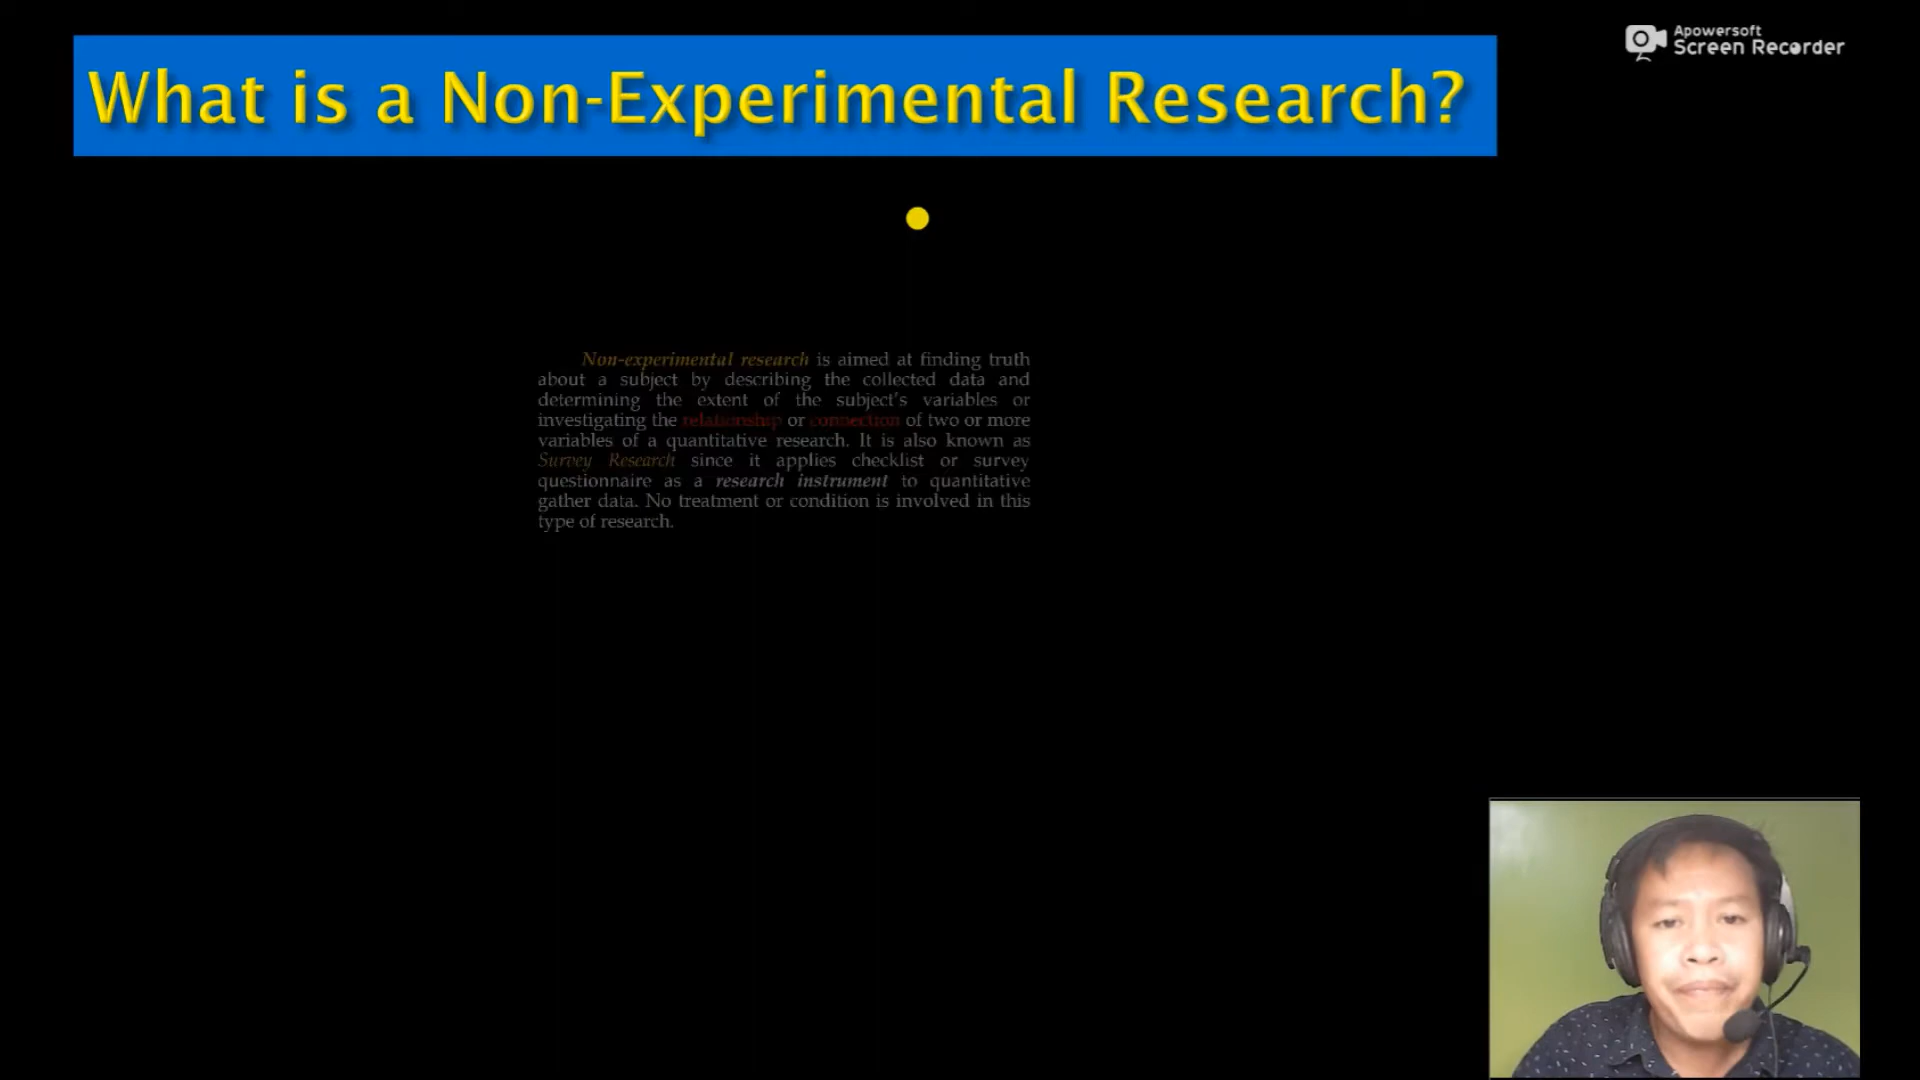 What is a Non-Experimental Research?
Apowersoft
Screen Recorder
Non-experimental research is aimed at finding truth
about a subject by describing the collected data and
determining the extent of the subject's variables or
investigating the relationship or connection of two or more
variables of a quantitative research. It is also known as
Survey Research since it applies checklist or survey
questionnaire as a research instrument to quantitative
gather data. No treatment or condition is involved in this
type of research.